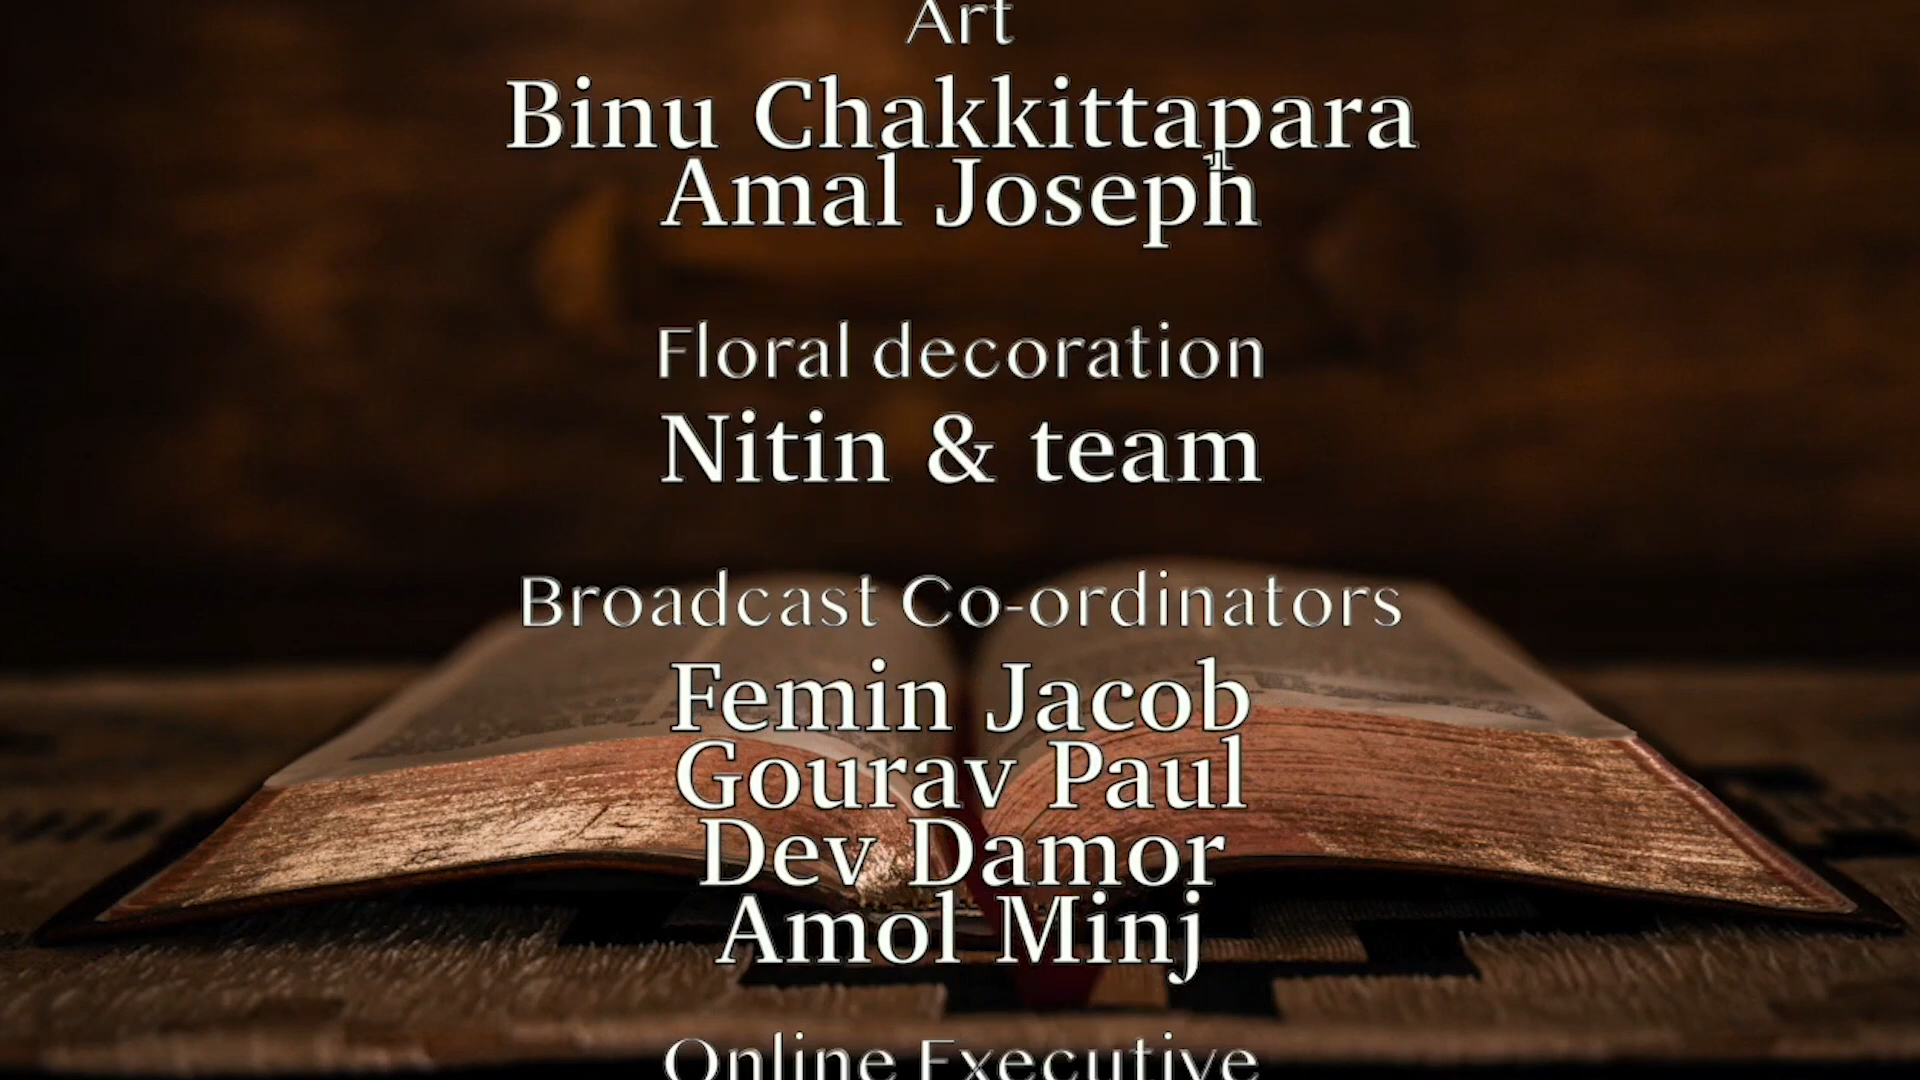 Art
Binu Chakkittapara
Amal Joseph
Floral decoration
Nitin & team
Broadcast Co-ordinators
Femin Jacob
Gourav Paul
Dev Damor
Amol Minj
Online Executive